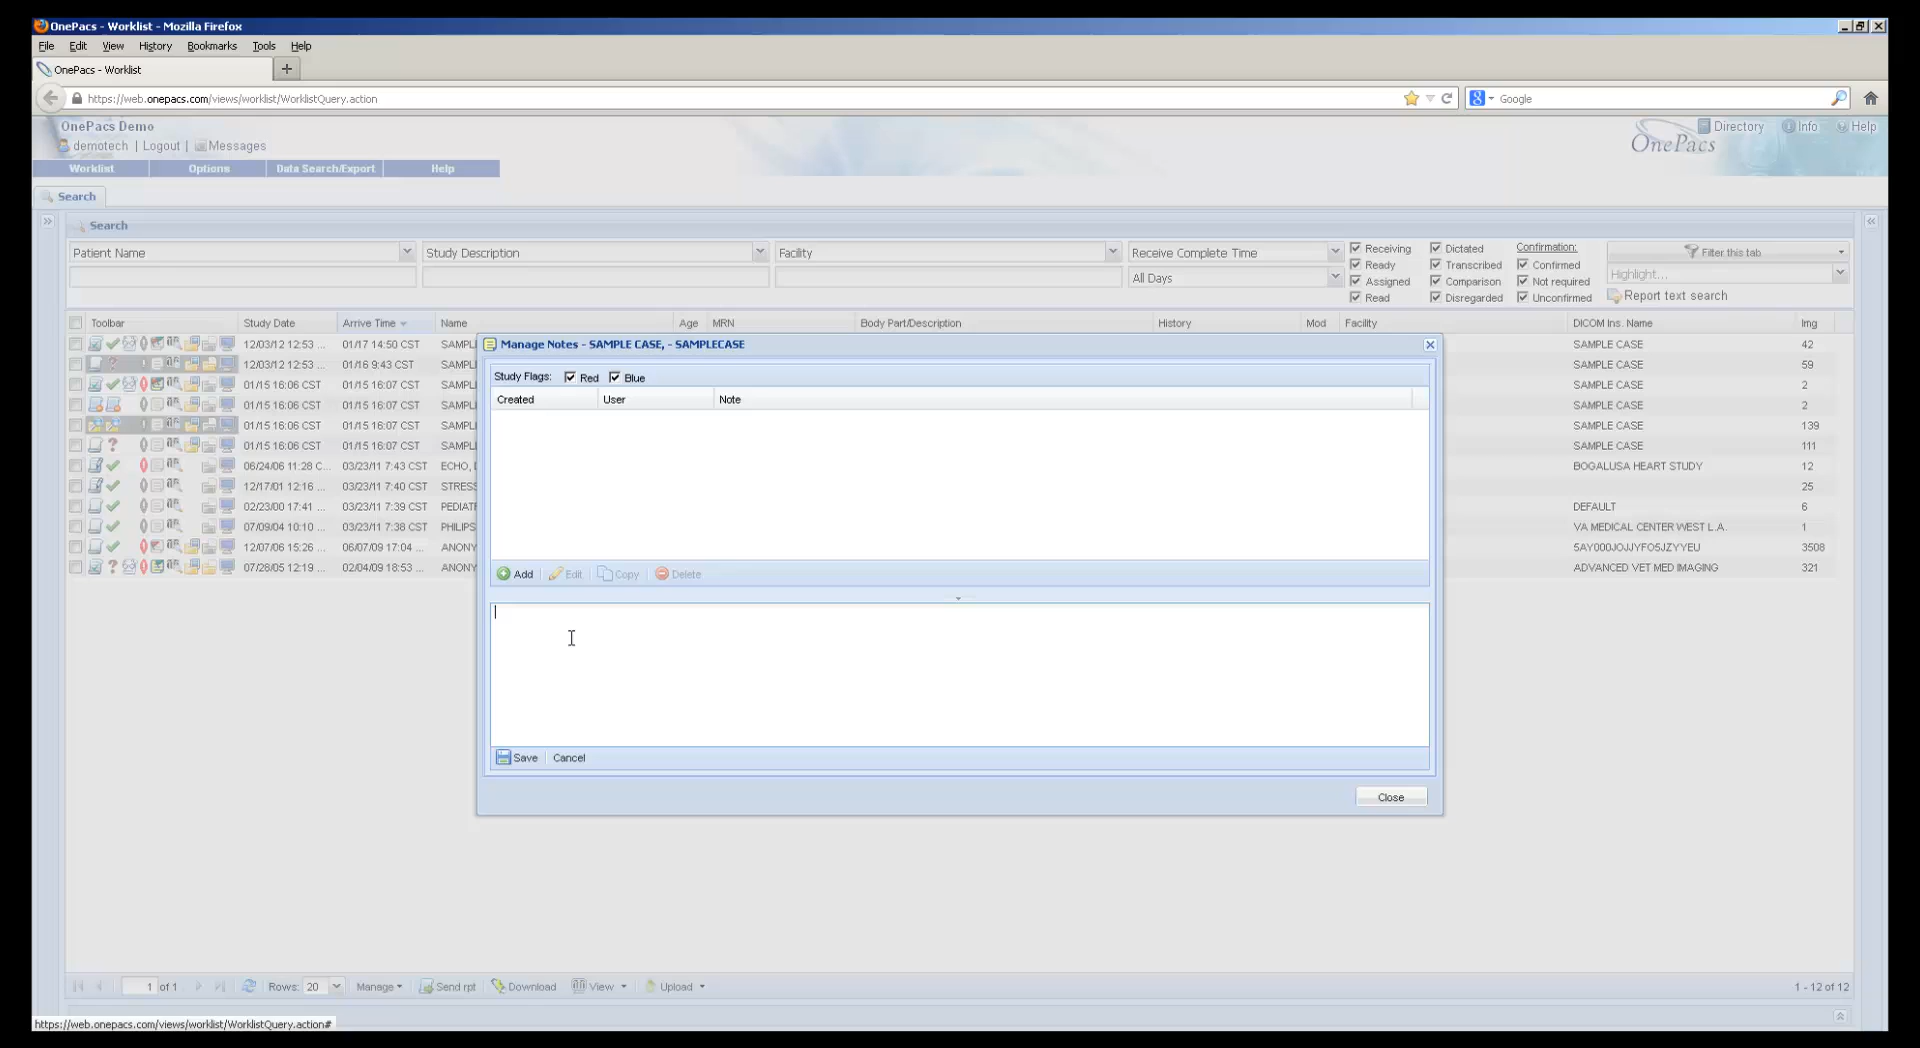 OnePacs - Worklist - Mozilla Firefox
File Edit View History Bookmarks Tools Help
OnePacs - Worklist
https://web.onepacs.com/views/worklist/WorklistQuery.action
Google
OnePacs Demo
demotech | Logout | Messages
Directory Info Help
OnePacs
Worklist Options Data Search/Export Help
Search
Search
Patient Name Study Description Facility Receive Complete Time
All Days
Receiving Dictated Confirmation:
Ready Transcribed Confirmed
Assigned Comparison Not required
Read Disregarded Unconfirmed
Filter this tab
Highlight...
Report text search
Toolbar Study Date Arrive Time Name Age MRN Body Part/Description History Mod Facility DICOM Ins. Name Img
12/03/12 12:53 ... 01/17 14:50 CST SAMPL SAMPLE CASE 42
12/03/12 12:53 ... 01/16 9:43 CST SAMPL SAMPLE CASE 59
01/15 16:06 CST 01/15 16:07 CST SAMPL SAMPLE CASE 2
01/15 16:06 CST 01/15 16:07 CST SAMPL SAMPLE CASE 2
01/15 16:06 CST 01/15 16:07 CST SAMPL SAMPLE CASE 139
01/15 16:06 CST 01/15 16:07 CST SAMPL SAMPLE CASE 111
06/24/06 11:28 C... 03/23/11 7:43 CST ECHO, BOGALUSA HEART STUDY 12
12/17/01 12:16 ... 03/23/11 7:40 CST STRESS 25
02/23/00 17:41 ... 03/23/11 7:39 CST PEDIAT DEFAULT 6
07/09/04 10:10 ... 03/23/11 7:38 CST PHILIPS VA MEDICAL CENTER WEST L.A. 1
12/07/06 15:26 ... 06/07/09 17:04 ... ANONY 5AY000JOJJYFO5JZYYEU 3508
07/28/05 12:19 ... 02/04/09 18:53 ... ANONY ADVANCED VET MED IMAGING 321
Manage Notes - SAMPLE CASE, - SAMPLECASE
Study Flags: Red Blue
Created User Note
Add Edit Copy Delete
Save Cancel
Close
1 of 1 Rows: 20 Manage Send rpt Download View Upload 1 - 12 of 12
https://web.onepacs.com/views/worklist/WorklistQuery.action#